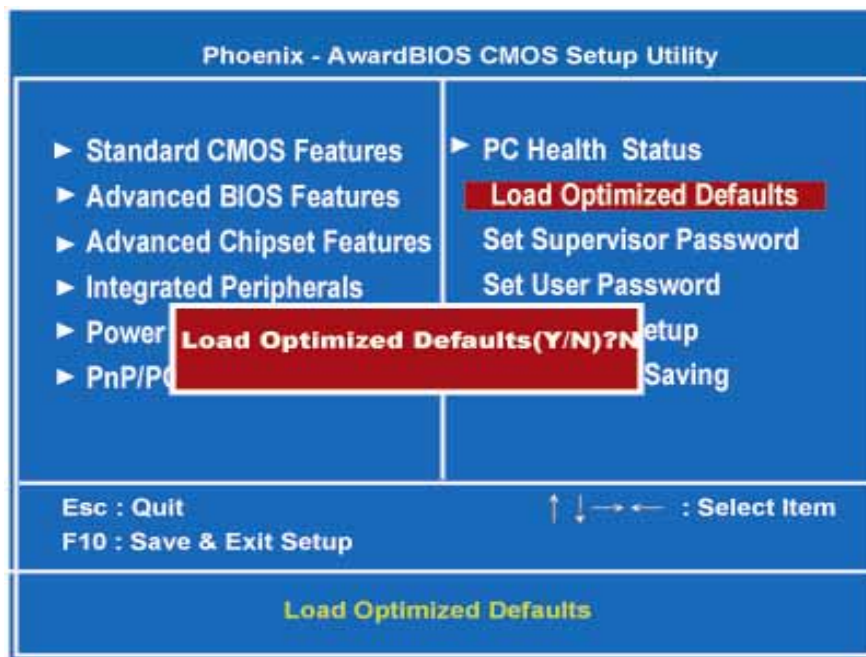 Phoenix - AwardBIOS CMOS Setup Utility
► Standard CMOS Features
► Advanced BIOS Features
► Advanced Chipset Features
► Integrated Peripherals
► Power
► PnP/PC
► PC Health Status
Load Optimized Defaults
Set Supervisor Password
Set User Password
etup
Saving
Load Optimized Defaults(Y/N)?N
Esc : Quit
↑ ↓ → ← : Select Item
F10 : Save & Exit Setup
Load Optimized Defaults